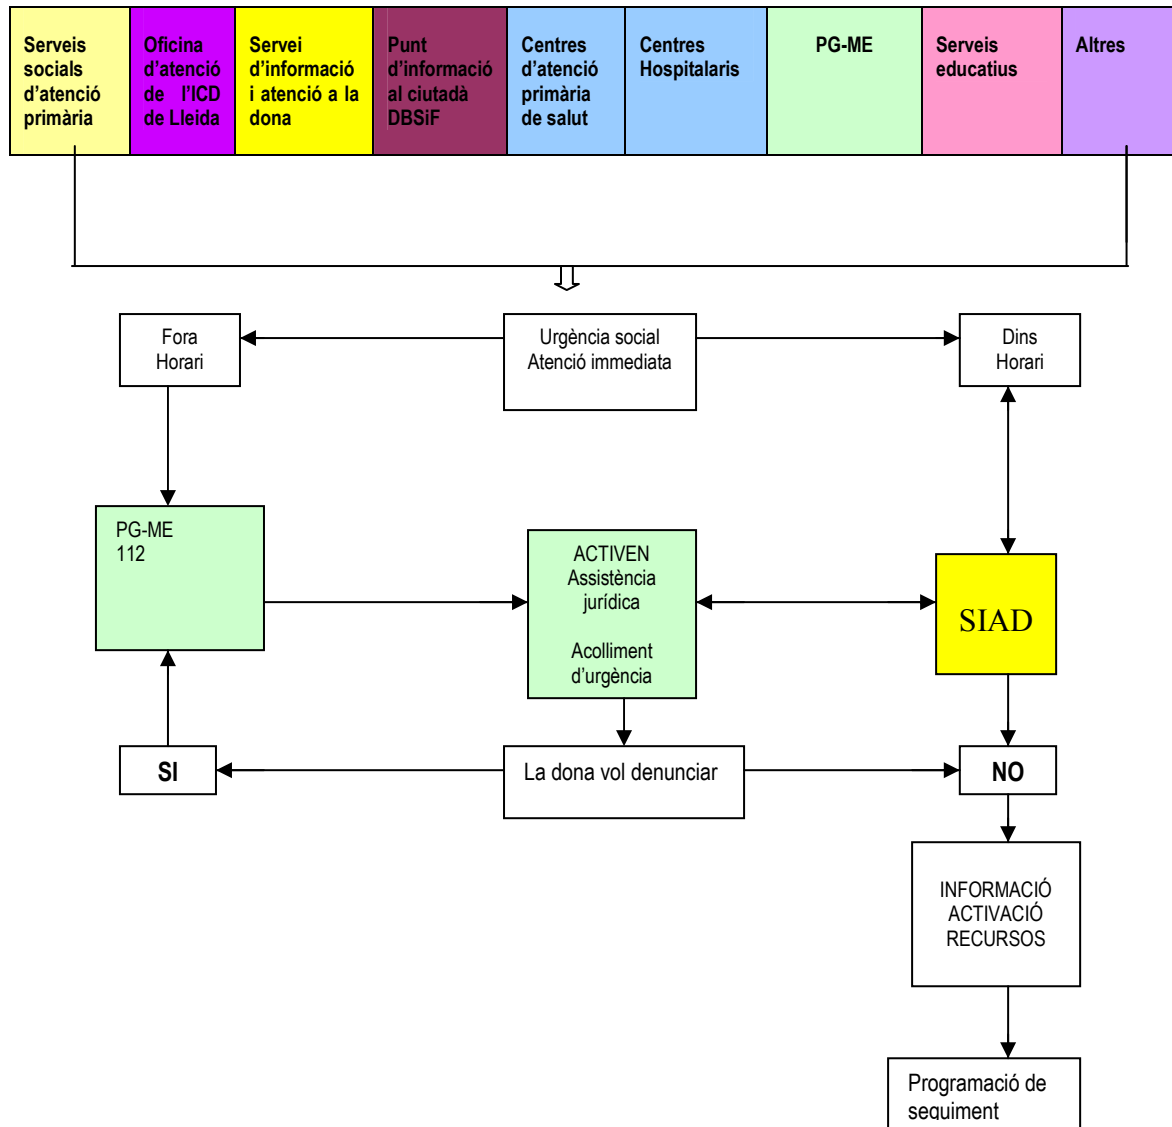 Serveis
socials
d'atenció
primària
Oficina
d'atenció
de l'ICD
de Lleida
Servei
d'informació
i atenció a la
dona
Punt
d'informació
al ciutadà
DBSiF
Centres
d'atenció
primària
de salut
Centres
Hospitalaris
PG-ME
Serveis
educatius
Altres
Fora
Horari
Urgència social
Atenció immediata
Dins
Horari
PG-ME
112
ACTIVEN
Assistència
jurídica
Acolliment
d'urgència
SIAD
SI
La dona vol denunciar
NO
INFORMACIÓ
ACTIVACIÓ
RECURSOS
Programació de
seguiment